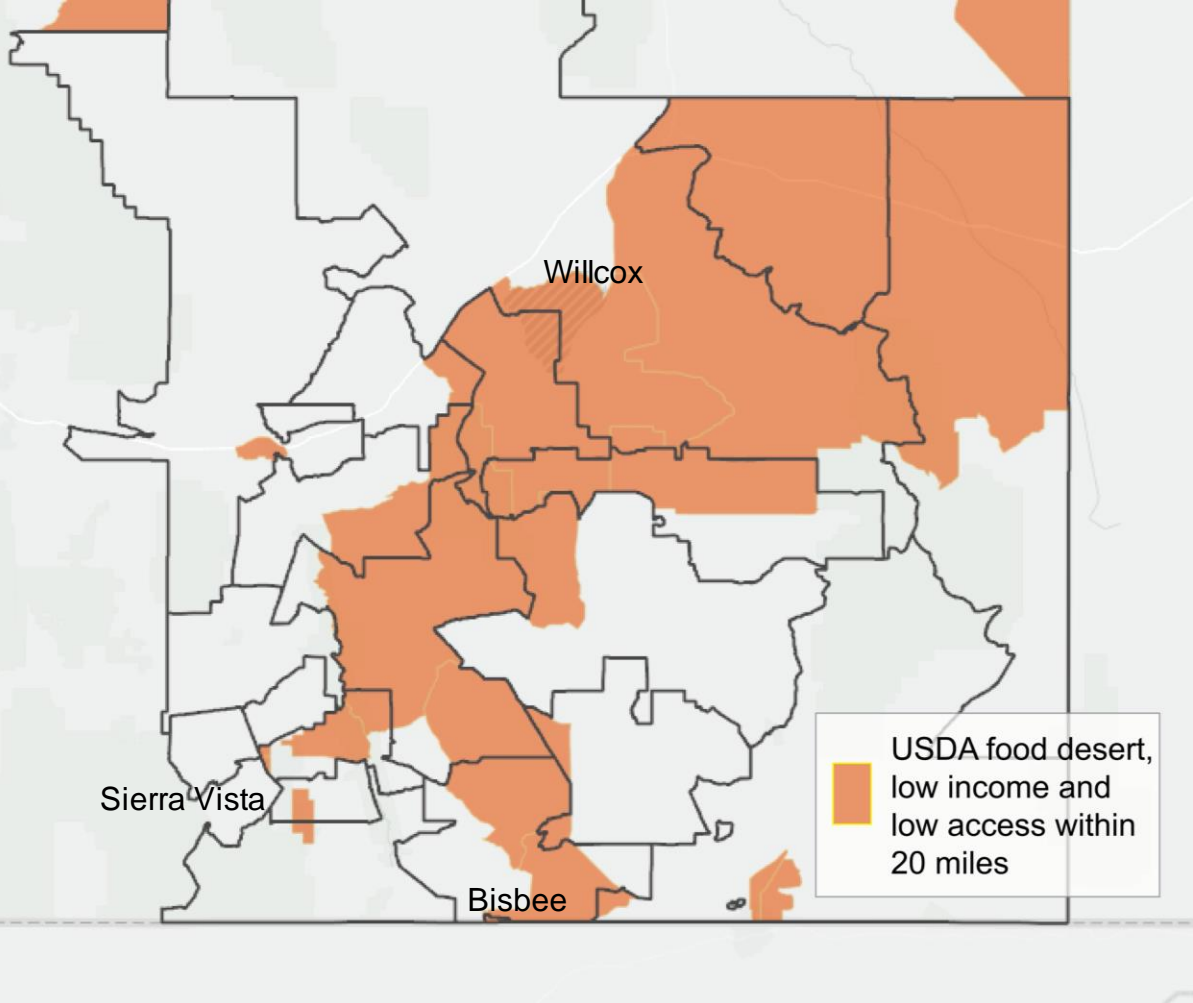 Willcox
USDA food desert,
low income and
low access within
20 miles
Sierra Vista
Bisbee